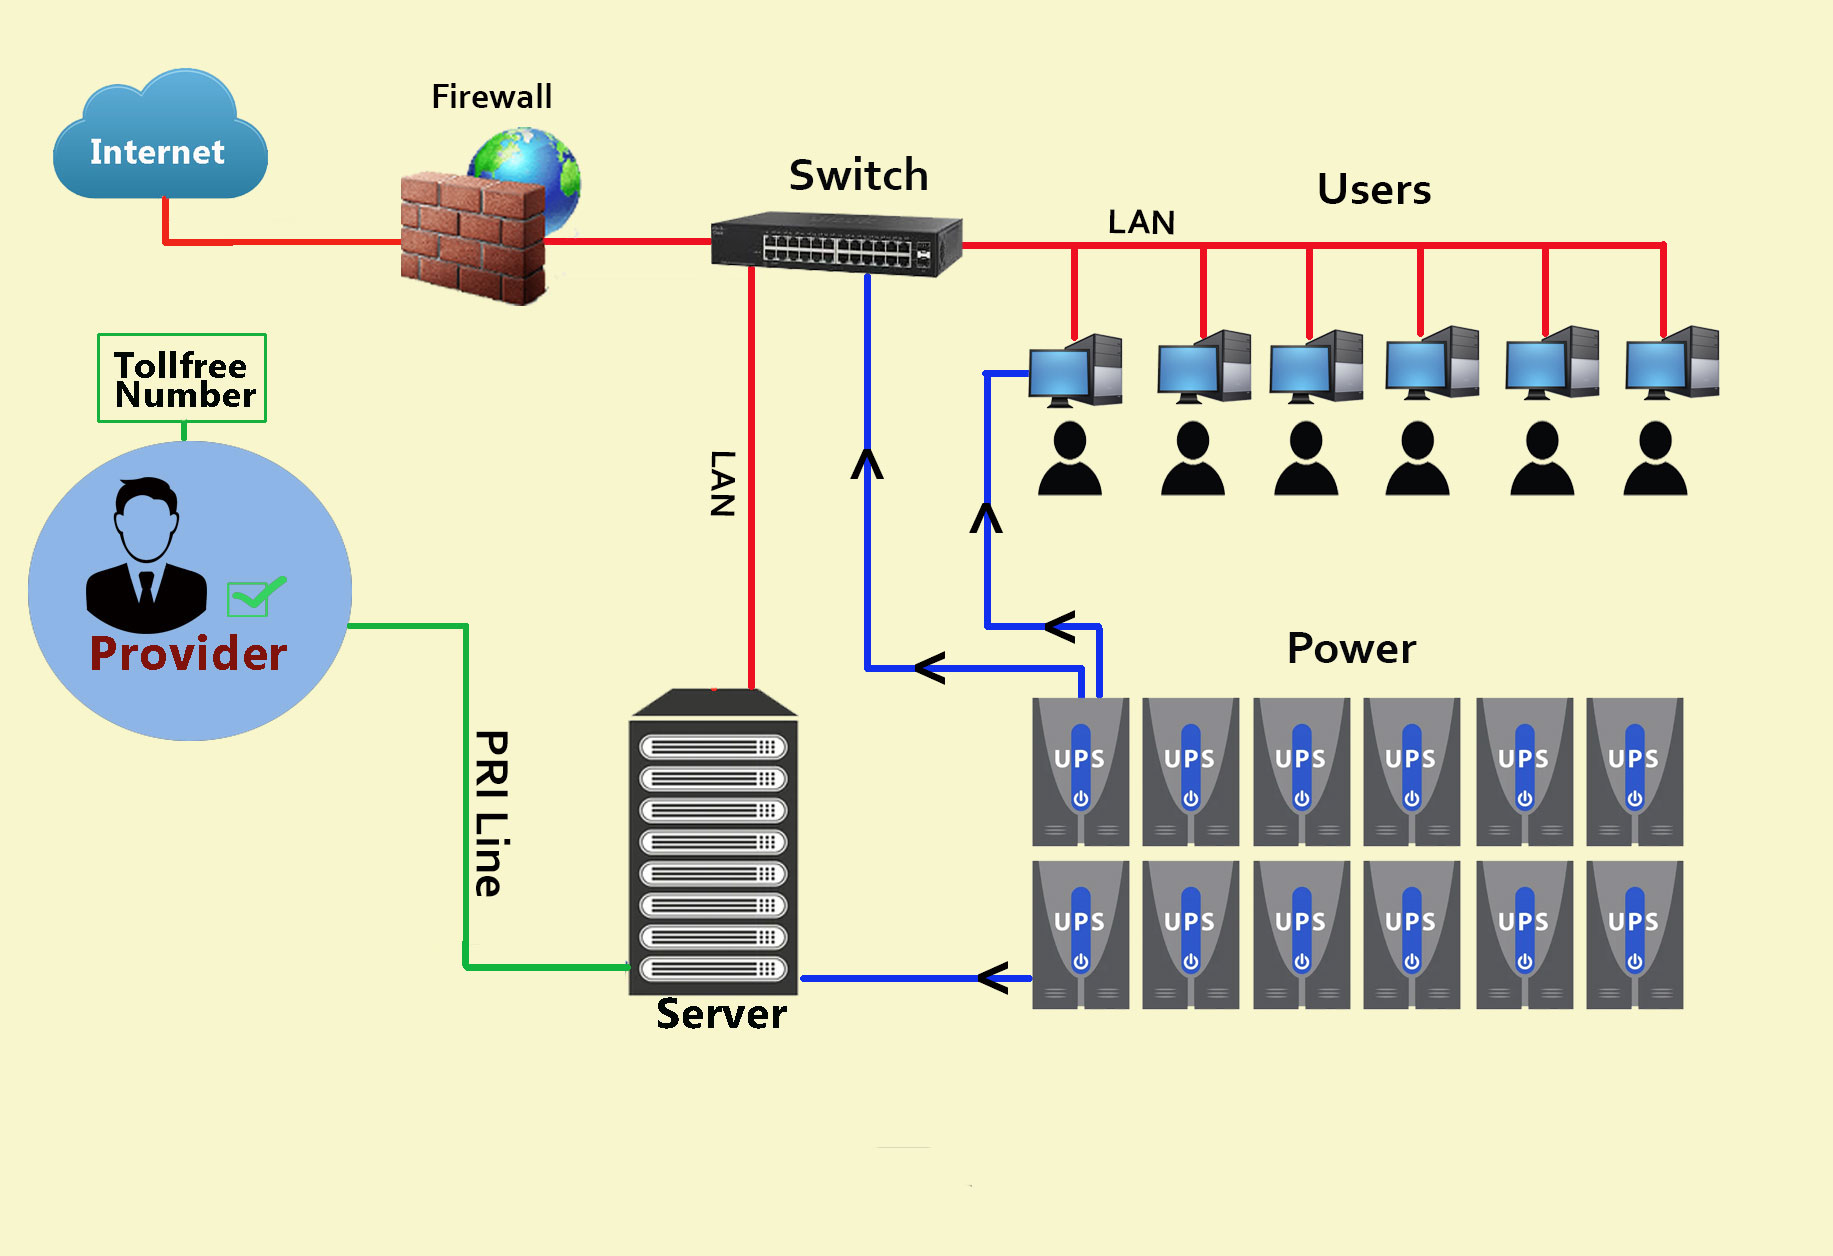 Firewall
Internet
Switch
Users
LAN
Tollfree
Number
LAN
Provider
Power
PRI Line
UPS
UPS
UPS
UPS
UPS
UPS
UPS
UPS
UPS
UPS
UPS
UPS
Server